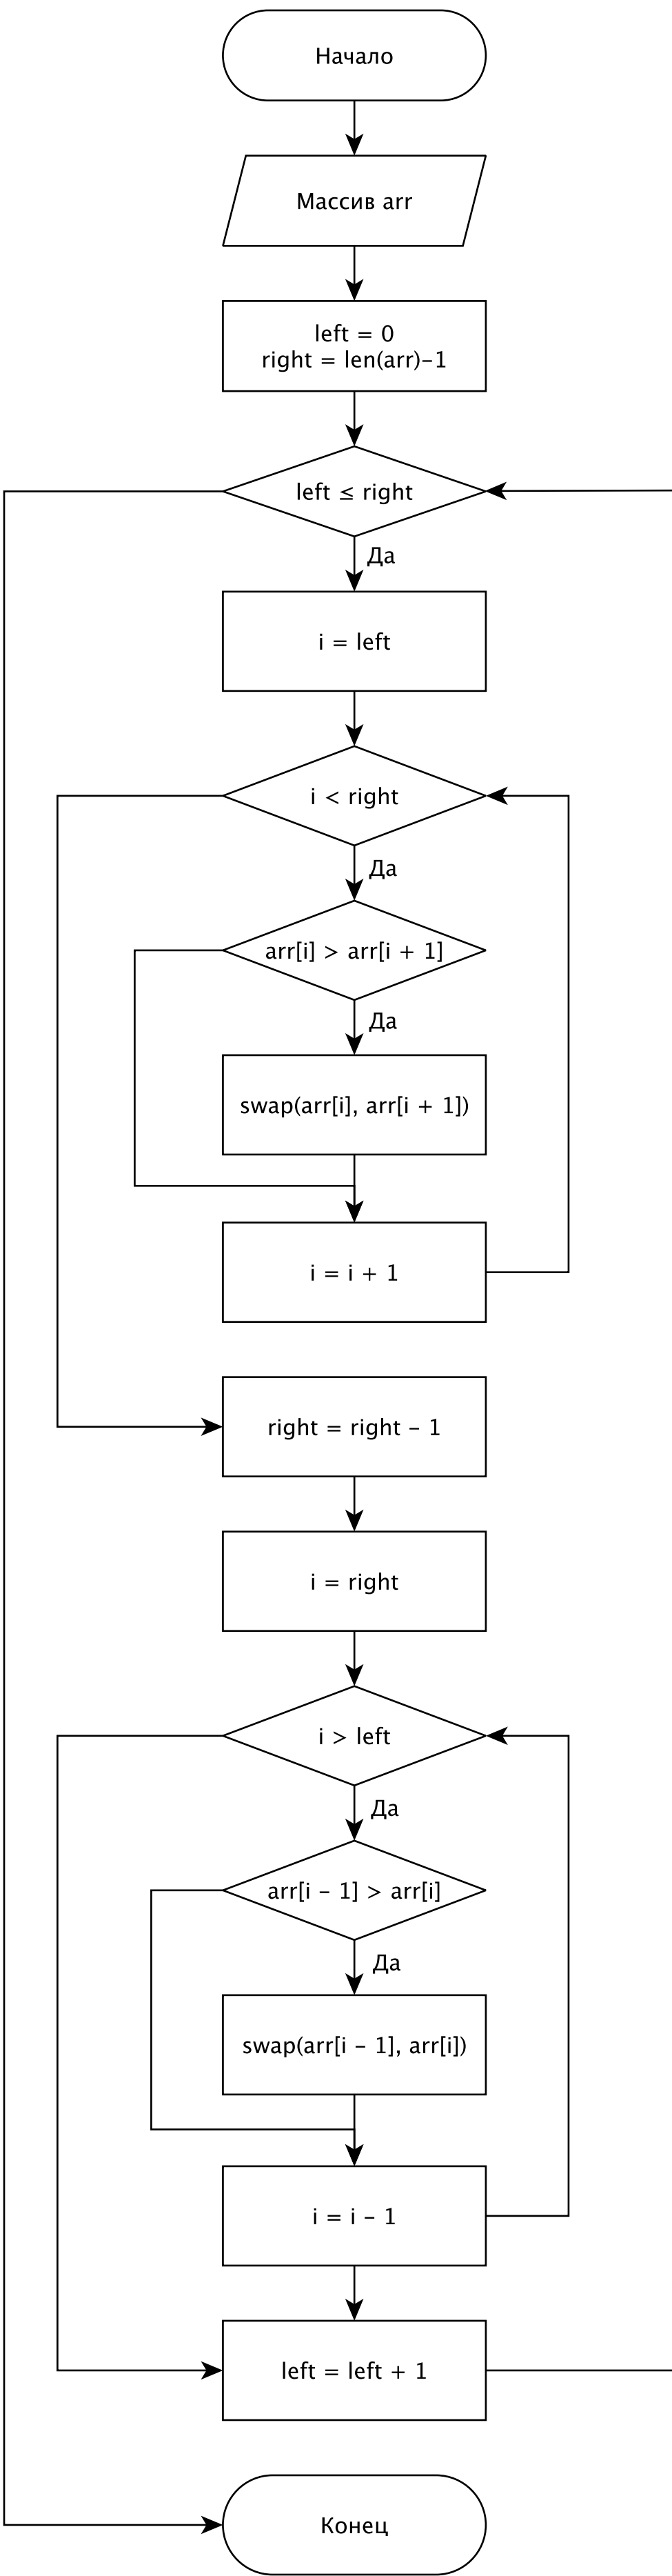 Начало
Массив arr
left = 0
right = len(arr)-1
left ≤ right
Да
i = left
i < right
Да
arr[i] > arr[i + 1]
Да
swap(arr[i], arr[i + 1])
i = i + 1
right = right - 1
i = right
i > left
Да
arr[i - 1] > arr[i]
Да
swap(arr[i - 1], arr[i])
i = i - 1
left = left + 1
Конец